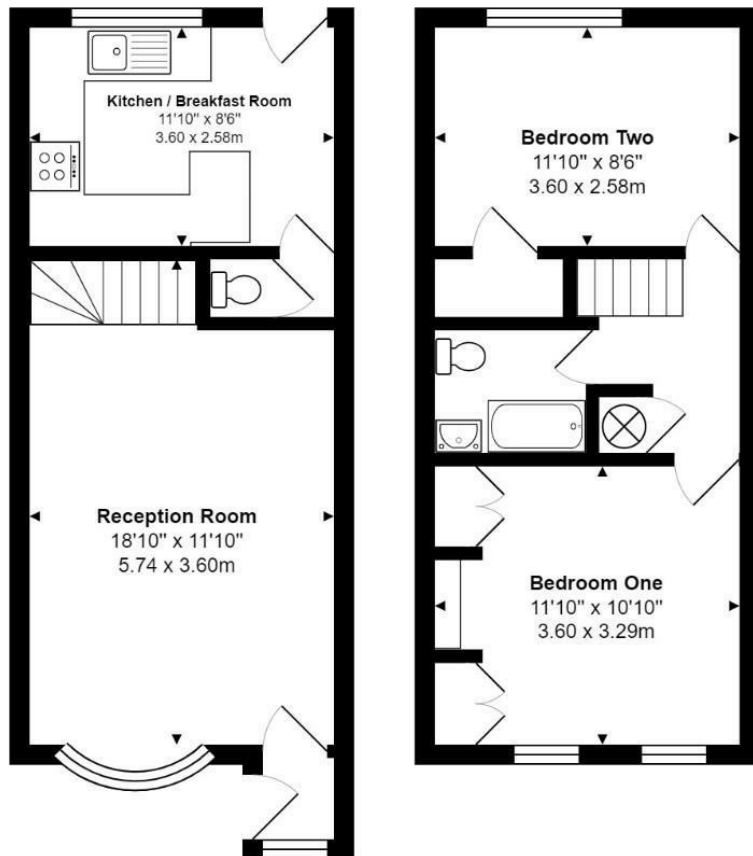 Kitchen / Breakfast Room
11'10" x 8'6"
3.60 x 2.58m
Reception Room
18'10" x 11'10"
5.74 x 3.60m
Bedroom Two
11'10" x 8'6"
3.60 x 2.58m
Bedroom One
11'10" x 10'10"
3.60 x 3.29m